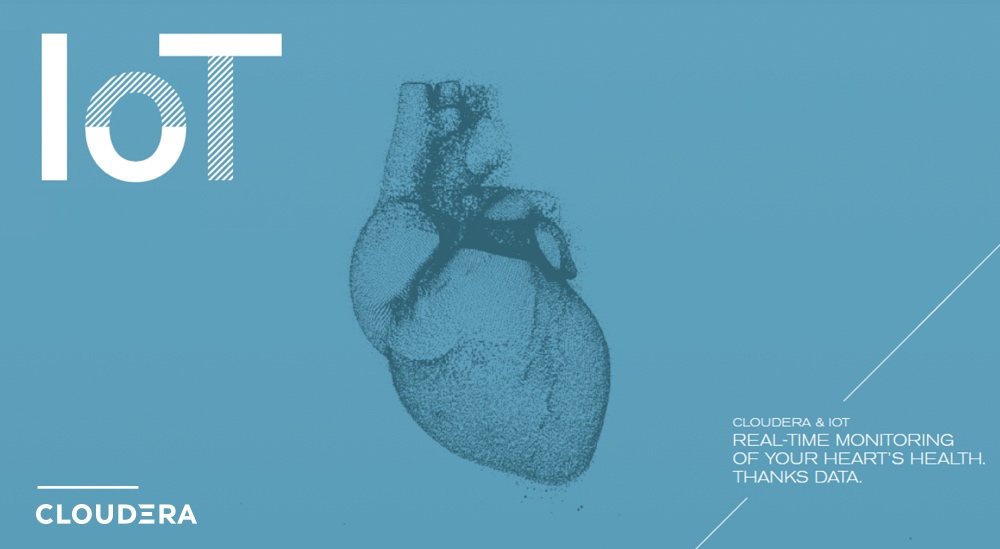 IoT
CLOUDERA & IOT
REAL-TIME MONITORING
OF YOUR HEART'S HEALTH.
THANKS DATA.
CLOUDERA